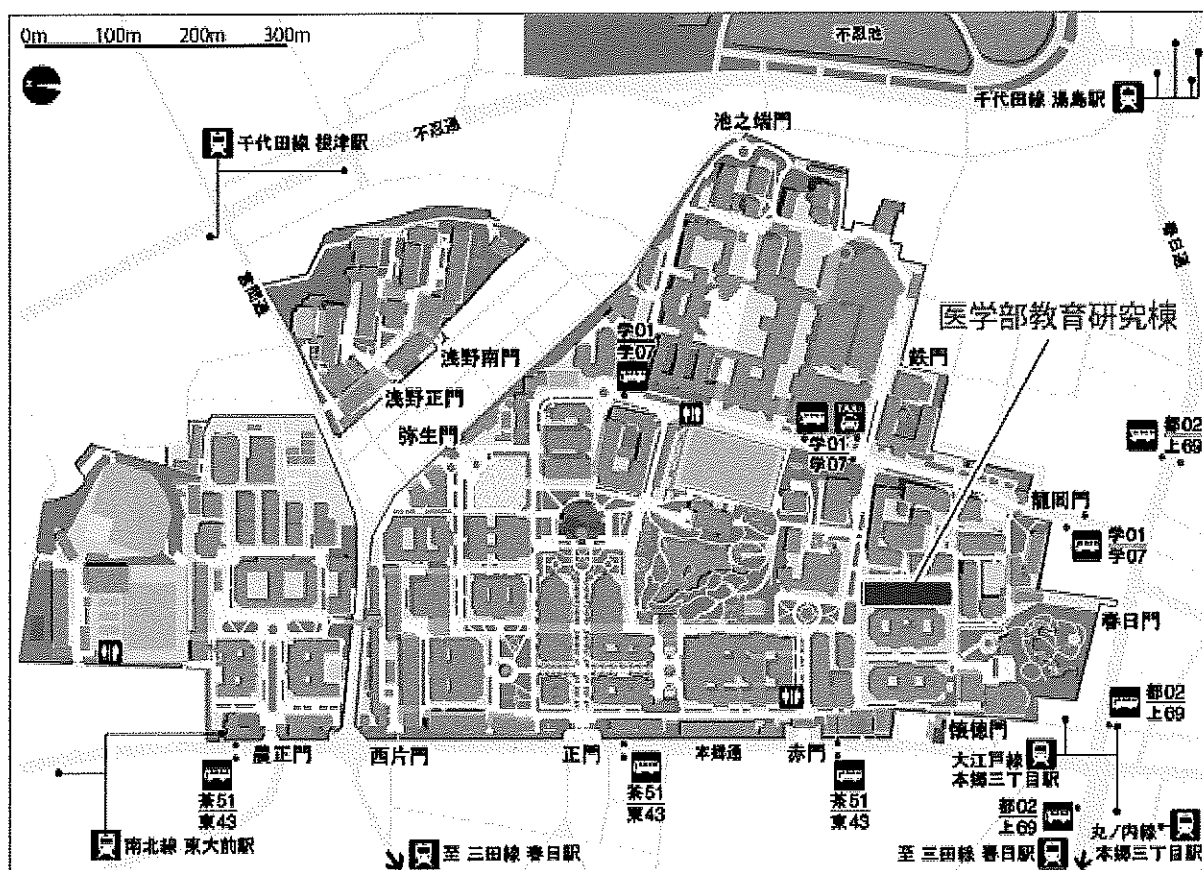 0m 100m 200m 300m
不忍池
千代田線 湯島駅
池之端門
不忍通
千代田線 根津駅
春日通
言問通
医学部教育研究棟
学01
学07
浅野南門
鉄門
浅野正門
学01
学07
弥生門
都02
上69
龍岡門
学01
学07
春日門
都02
上69
懐徳門
農正門
西片門
正門
本郷通
赤門
大江戸線
本郷三丁目駅
茶51
東43
茶51
東43
茶51
東43
都02
上69
丸ノ内線
本郷三丁目駅
南北線 東大前駅
至 三田線 春日駅
至 三田線 春日駅